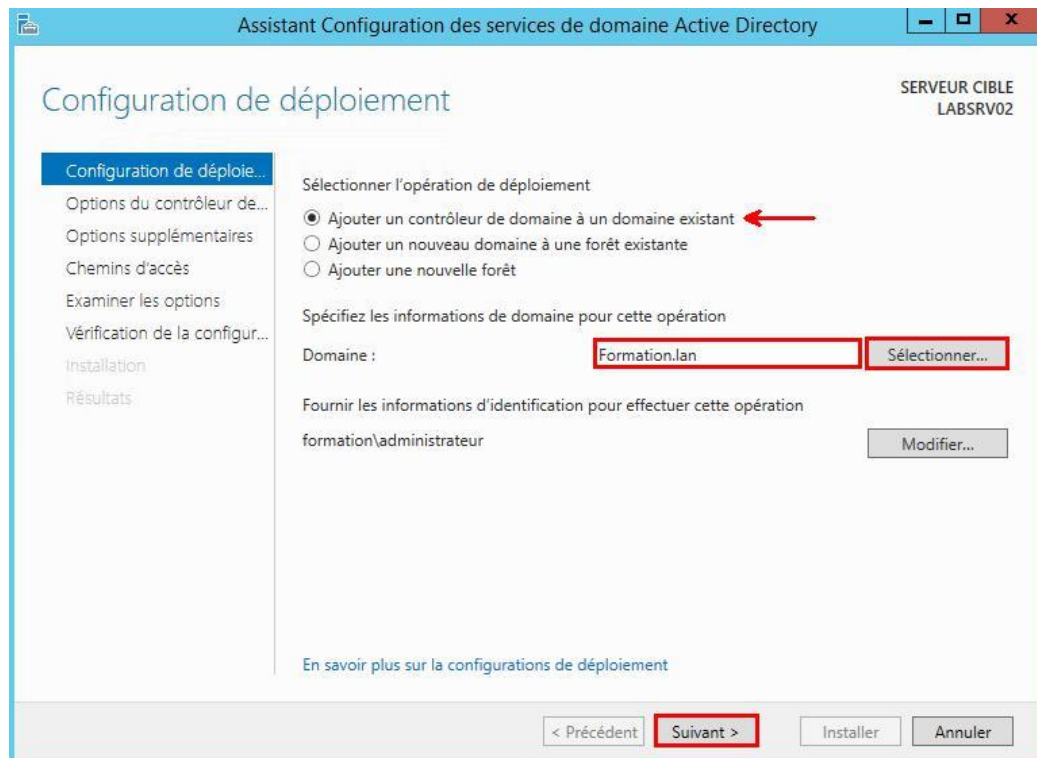 Assistant Configuration des services de domaine Active Directory
Configuration de déploiement
SERVEUR CIBLE
LABSRV02
Configuration de déploie...
Options du contrôleur de...
Options supplémentaires
Chemins d'accès
Examiner les options
Vérification de la configur...
Installation
Résultats
Sélectionner l'opération de déploiement
Ajouter un contrôleur de domaine à un domaine existant
Ajouter un nouveau domaine à une forêt existante
Ajouter une nouvelle forêt
Spécifiez les informations de domaine pour cette opération
Domaine : Formation.lan Sélectionner...
Fournir les informations d'identification pour effectuer cette opération
formation\administrateur Modifier...
En savoir plus sur la configurations de déploiement
< Précédent Suivant > Installer Annuler